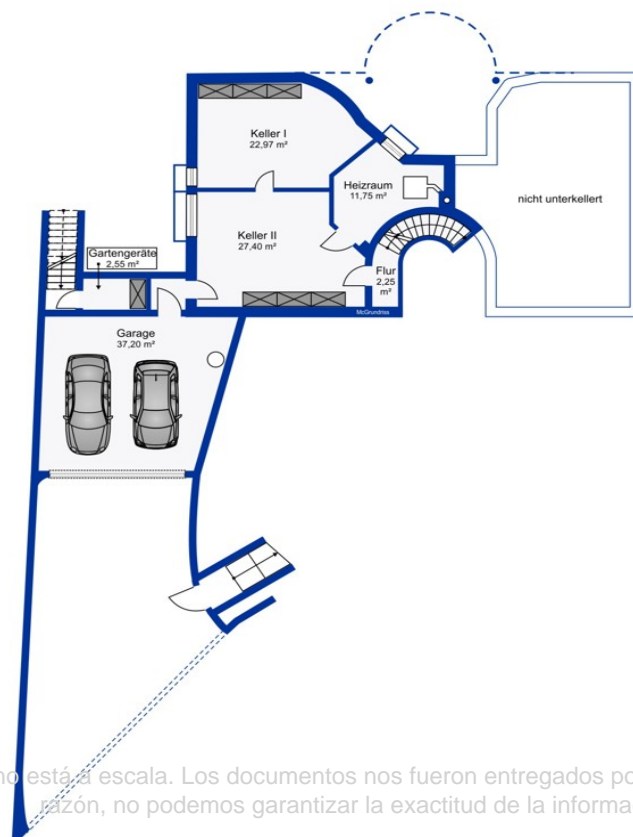 Keller I
22,97 m²
Heizraum
11,75 m²
nicht unterkellert
Keller II
27,40 m²
Gartengeräte
2,55 m²
Flur
2,25
m²
McGrundriss
Garage
37,20 m²
no está a escala. Los documentos nos fueron entregados po
razón, no podemos garantizar la exactitud de la informa